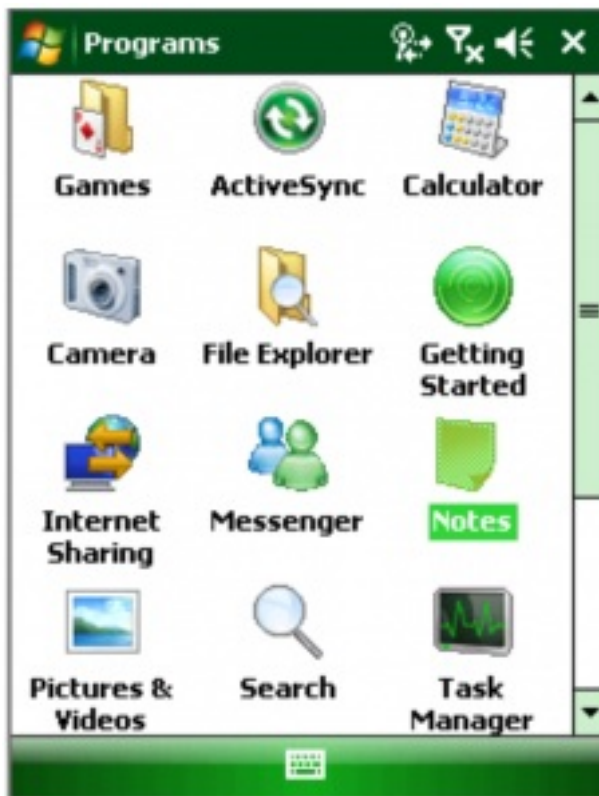 Programs
Games
ActiveSync
Calculator
Camera
File Explorer
Getting
Started
Internet
Sharing
Messenger
Notes
Pictures &
Videos
Search
Task
Manager